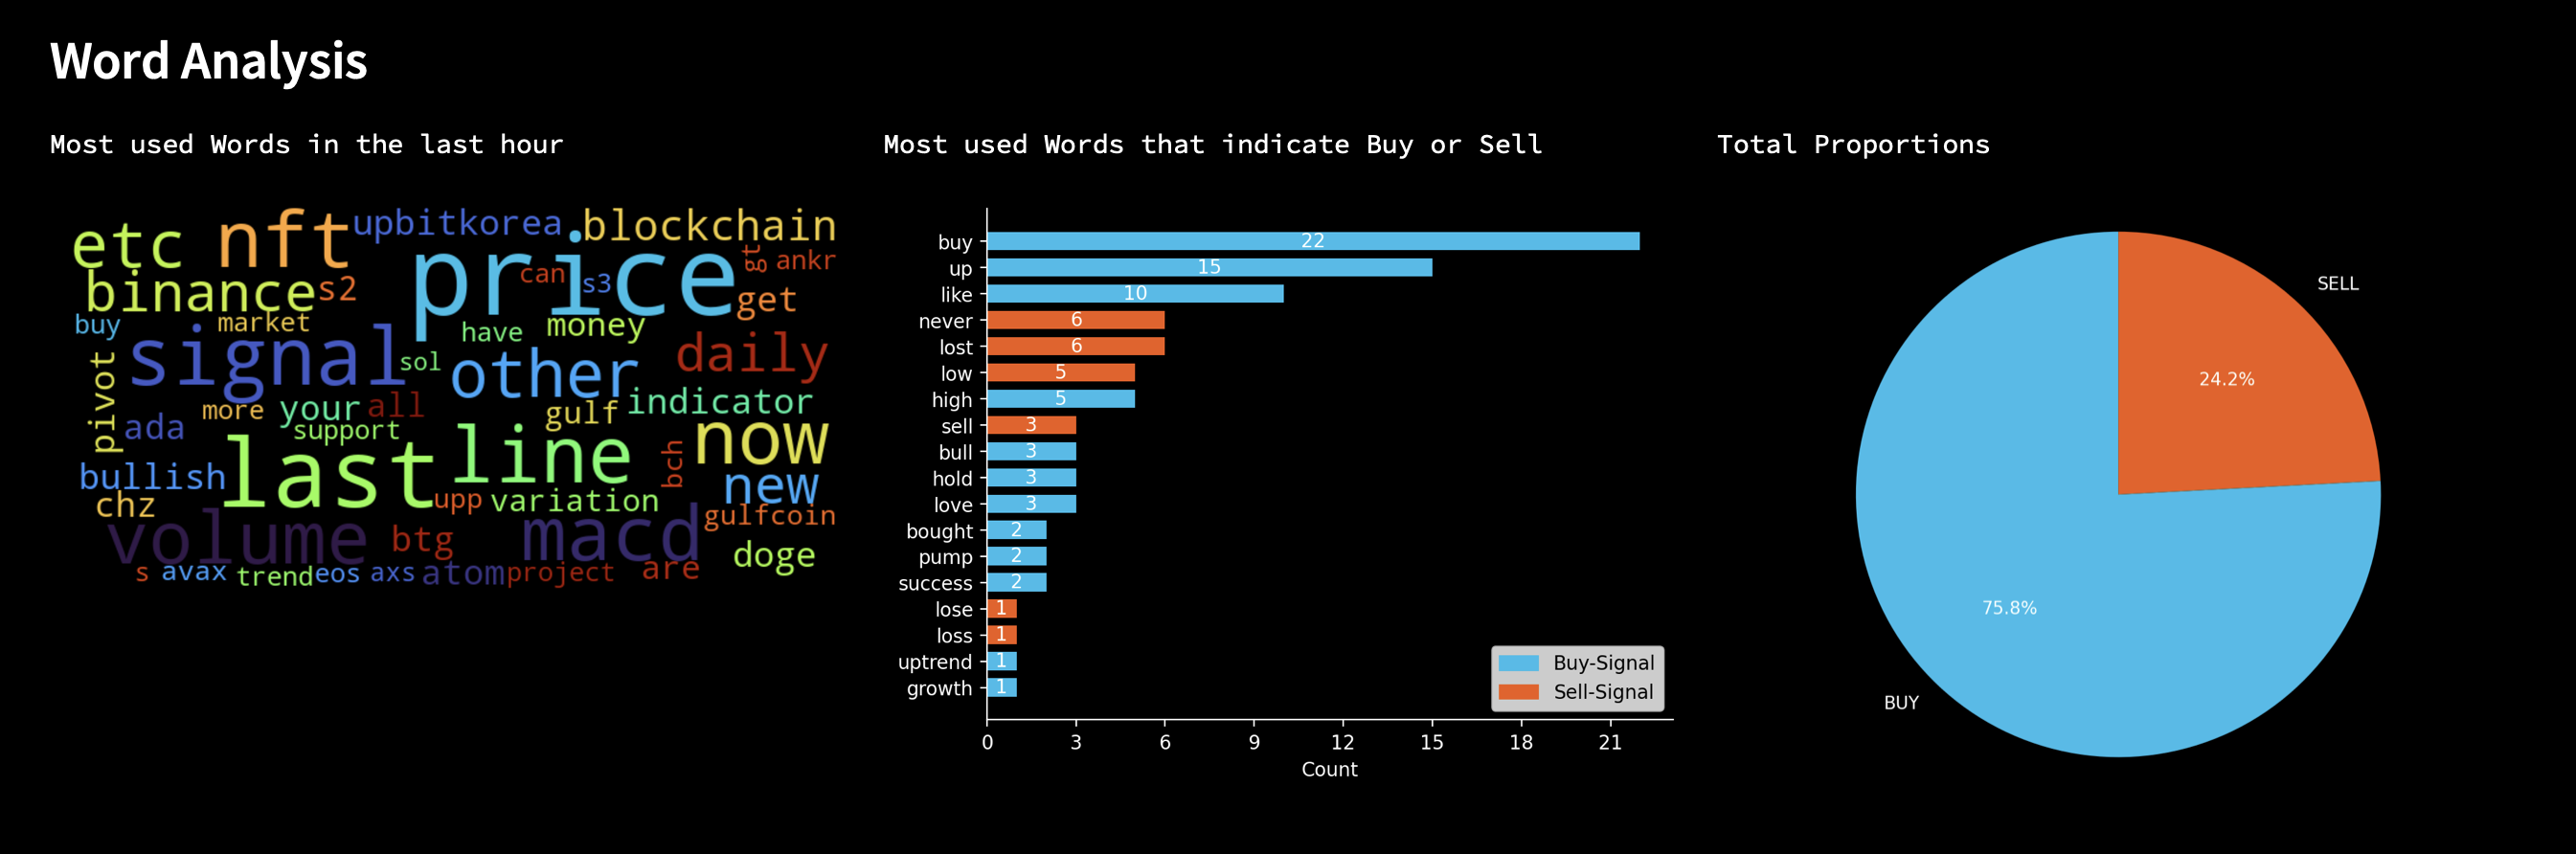 Word Analysis
Most used Words in the last hour
etc
nft
upbitkorea
blockchain
price
gt
ankr
can
s3
binance
s2
get
buy
market
have
money
signal
sol
other
daily
pivot
more
your
all
gulf
indicator
ada
support
last
line
now
bch
bullish
new
chz
upp
variation
gulfcoin
volume
btg
macd
doge
s
avax
trend
eos
axs
atom
project
are
Most used Words that indicate Buy or Sell
buy 22
up 15
like 10
never 6
lost 6
low 5
high 5
sell 3
bull 3
hold 3
love 3
bought 2
pump 2
success 2
lose 1
loss 1
uptrend 1
growth 1
Buy-Signal
Sell-Signal
0 3 6 9 12 15 18 21
Count
Total Proportions
SELL
24.2%
75.8%
BUY